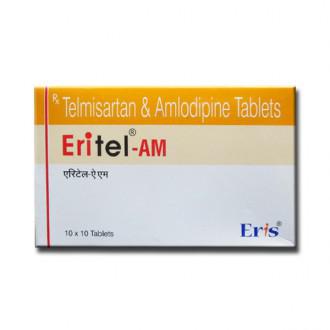 Rx Telmisartan & Amlodipine Tablets
Eritel®-AM
एरिटेल-ऐ एम
10 x 10 Tablets
Eris®